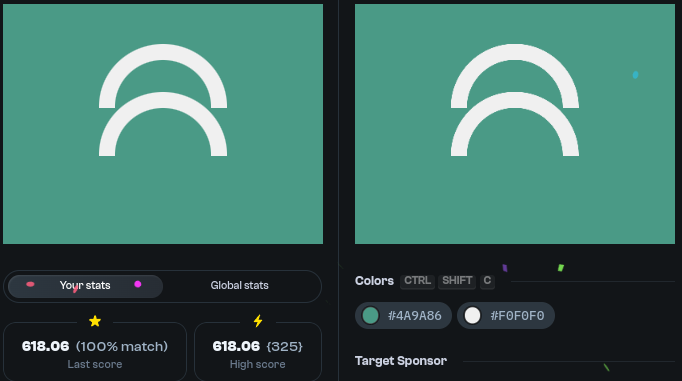 Your stats
Global stats
618.06 (100% match)
Last score
618.06 {325}
High score
Colors CTRL SHIFT C
#4A9A86
#F0F0F0
Target Sponsor